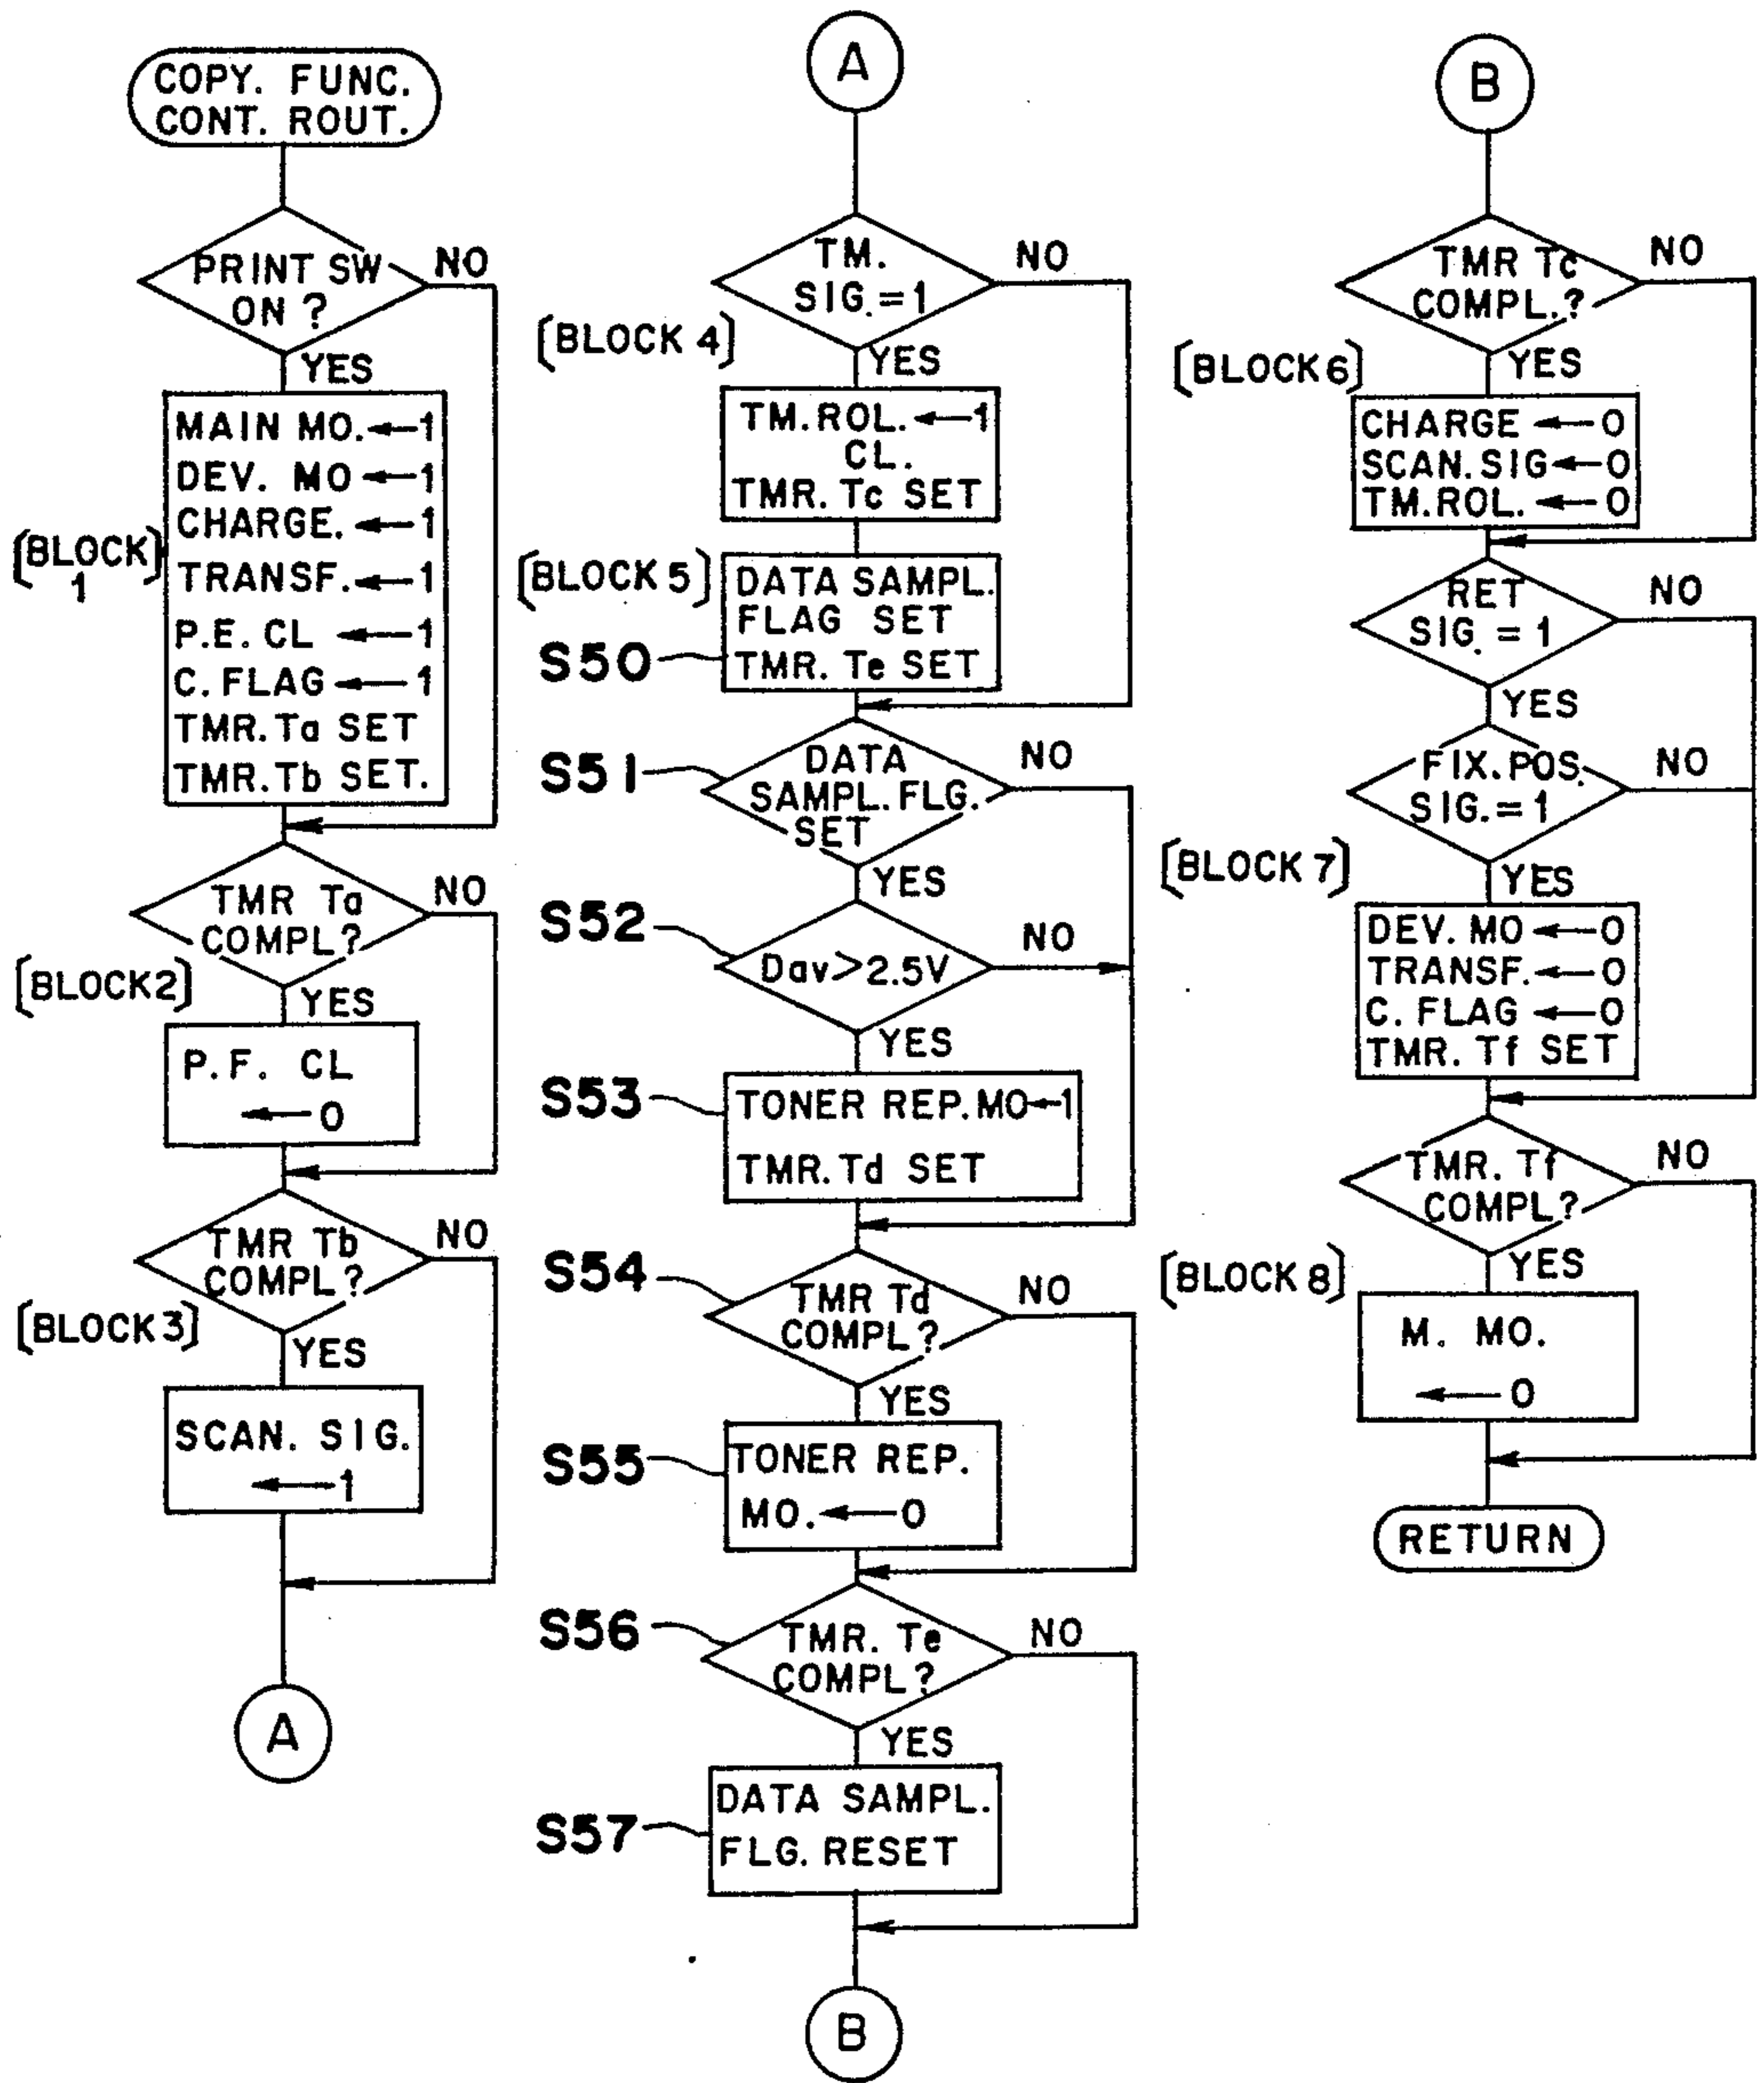 COPY. FUNC.
CONT. ROUT.
PRINT SW
ON ?
NO
YES
[BLOCK]
1
MAIN MO.←1
DEV. MO←1
CHARGE.←1
TRANSF.←1
P.E. CL ←1
C. FLAG←1
TMR. Ta SET
TMR. Tb SET.
TMR Ta
COMPL?
NO
[BLOCK2]
YES
P.F. CL
←0
TMR Tb
COMPL?
NO
[BLOCK3]
YES
SCAN. SIG.
←1
A
A
TM.
SIG.=1
NO
[BLOCK 4]
YES
TM.ROL.←1
CL.
TMR. Tc SET
[BLOCK 5]
DATA SAMPL.
FLAG SET
S50
TMR. Te SET
S51
DATA
SAMPL. FLG.
SET
NO
YES
S52
Dav>2.5V
NO
YES
S53
TONER REP. MO←1
TMR. Td SET
S54
TMR Td
COMPL?
NO
YES
S55
TONER REP.
MO.←0
S56
TMR. Te
COMPL?
NO
YES
S57
DATA SAMPL.
FLG. RESET
B
B
TMR Tc
COMPL.?
NO
[BLOCK 6]
YES
CHARGE ←0
SCAN. SIG←0
TM.ROL. ←0
RET
SIG. = 1
NO
YES
FIX. POS.
SIG. = 1
NO
[BLOCK 7]
YES
DEV. MO ←0
TRANSF.←0
C. FLAG ←0
TMR. Tf SET
TMR. Tf
COMPL?
NO
[BLOCK 8]
YES
M. MO.
←0
RETURN